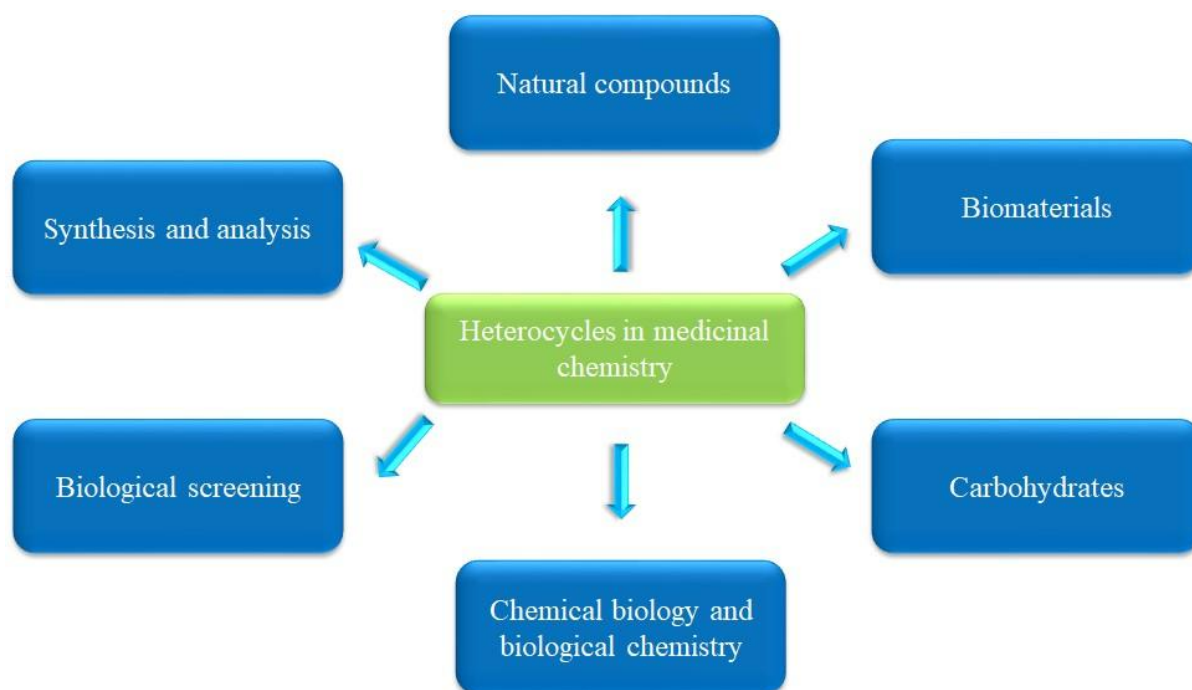 Natural compounds
Biomaterials
Synthesis and analysis
Heterocycles in medicinal
chemistry
Biological screening
Carbohydrates
Chemical biology and
biological chemistry